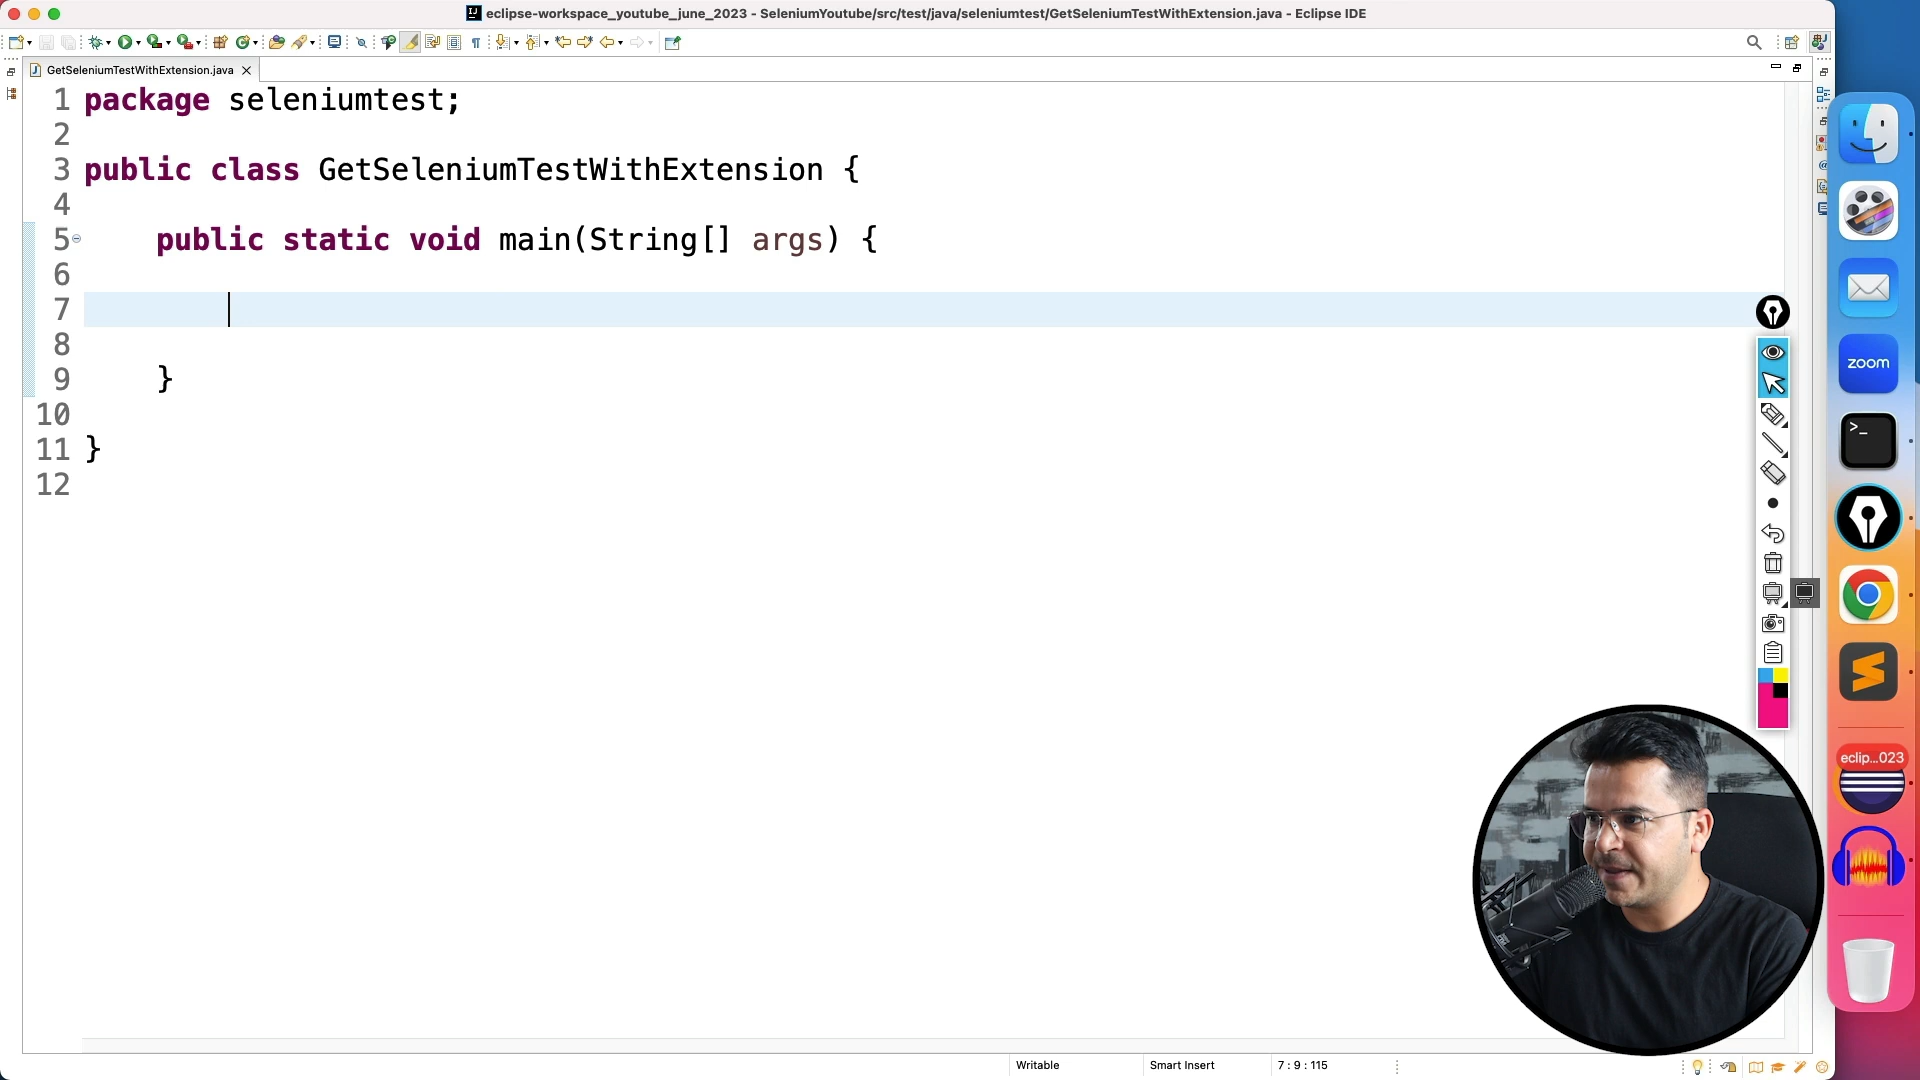 eclipse-workspace_youtube_june_2023 - SeleniumYoutube/src/test/java/seleniumtest/GetSeleniumTestWithExtension.java - Eclipse IDE
GetSeleniumTestWithExtension.java
1 package seleniumtest;
2
3 public class GetSeleniumTestWithExtension {
4
5 public static void main(String[] args) {
6
7
8
9 }
10
11 }
12
zoom
>_
eclip...023
Writable
Smart Insert
7 : 9 : 115